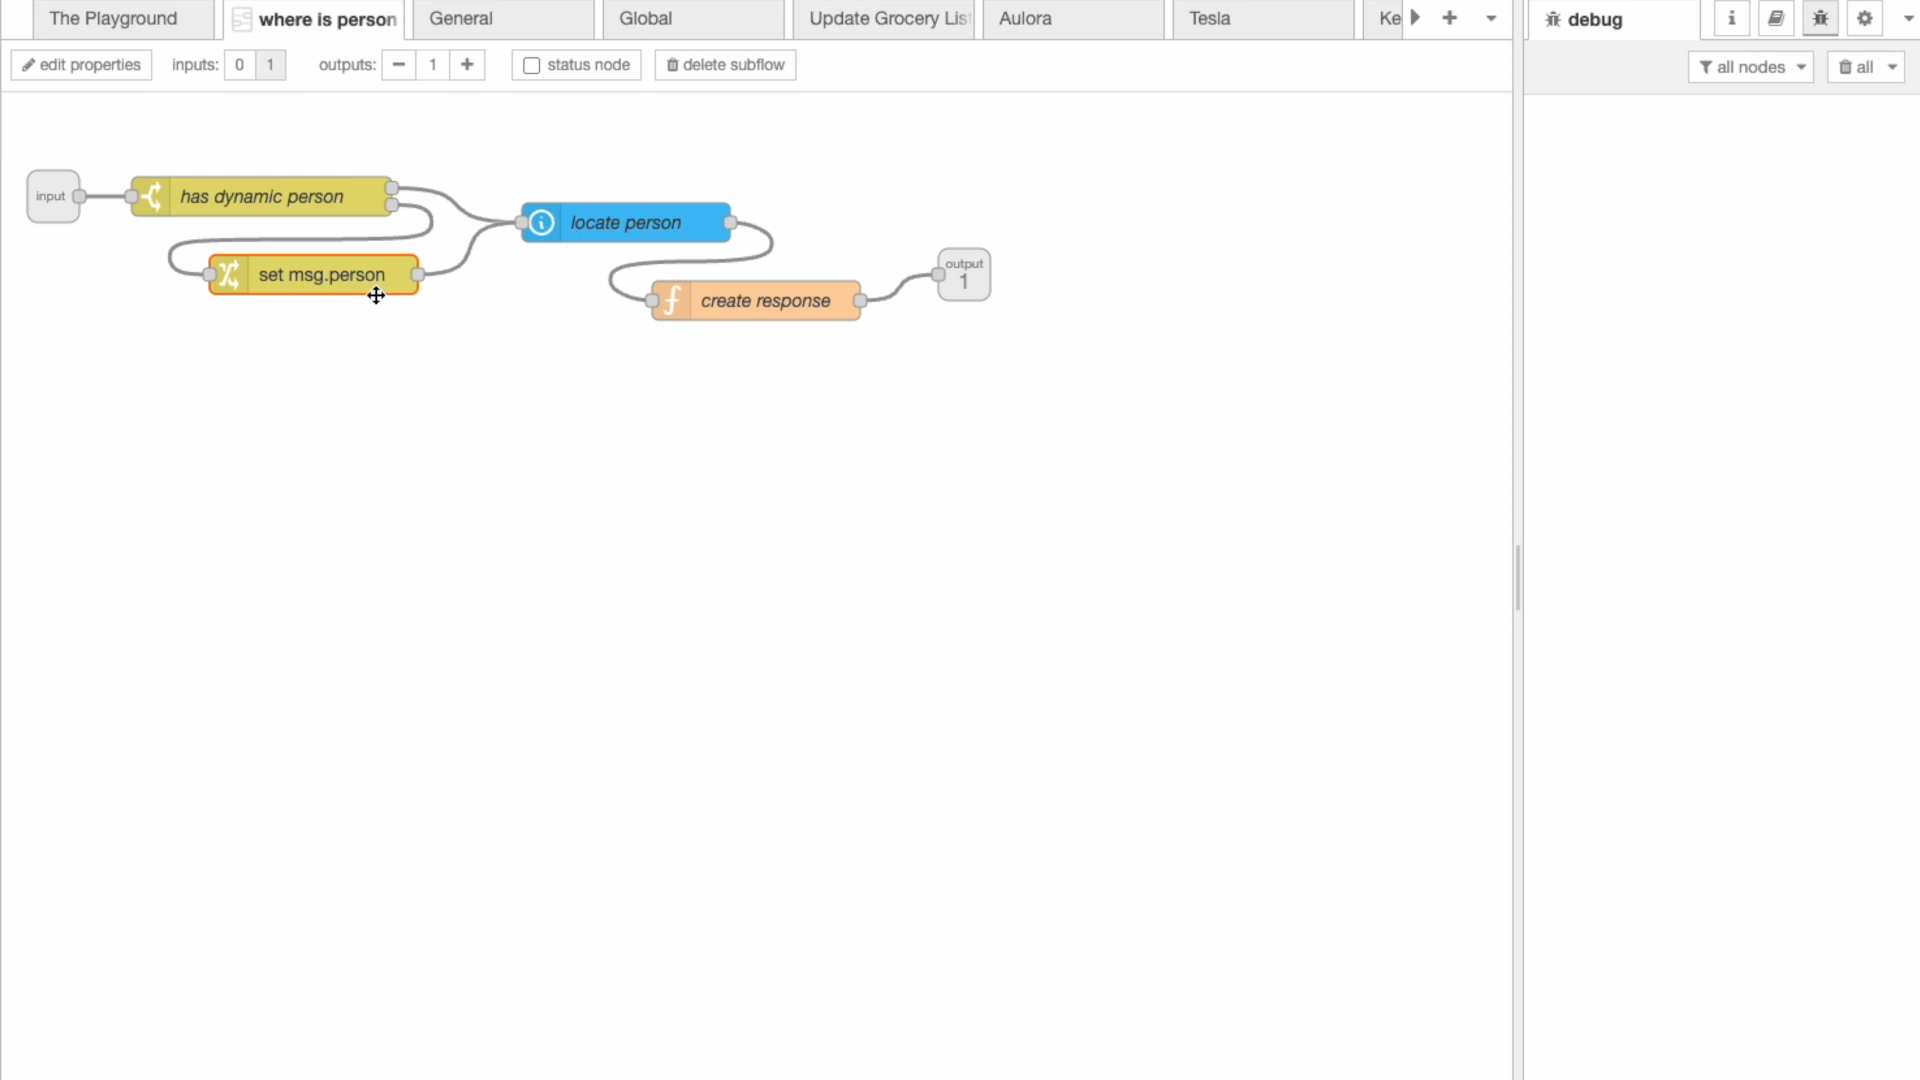 The Playground
where is person
General
Global
Update Grocery Lis
Aulora
Tesla
Ke
debug
edit properties
inputs: 0 1
outputs: 1
status node
delete subflow
all nodes
all
input
has dynamic person
locate person
set msg.person
output
1
create response